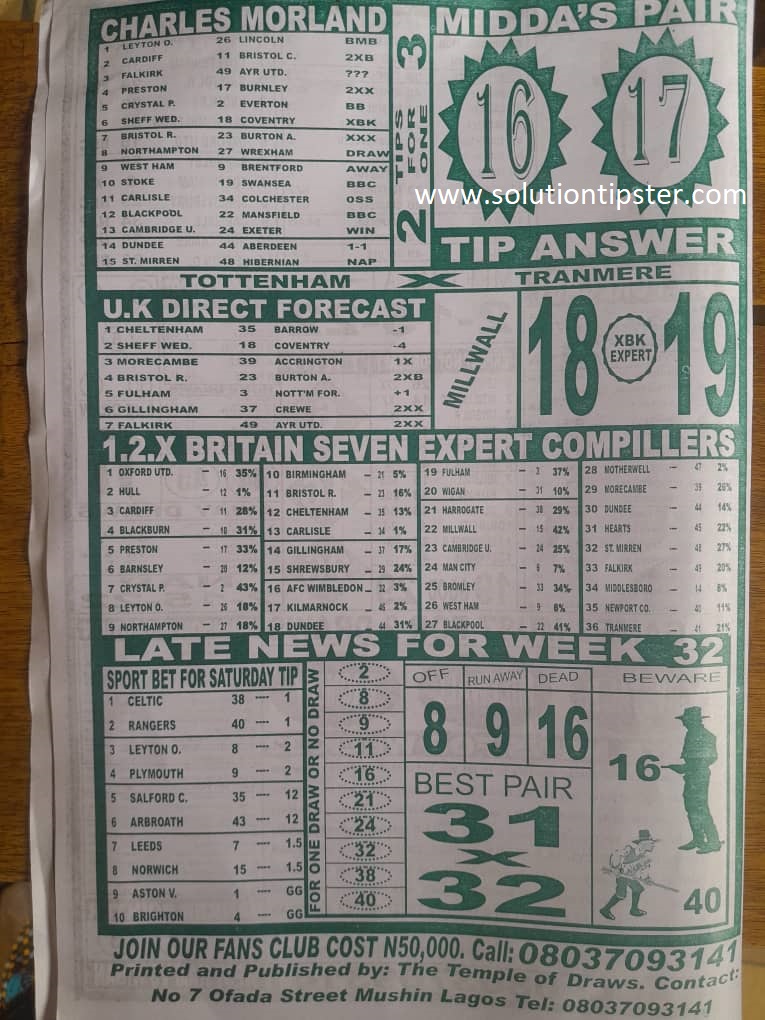 CHARLES MORLAND
1 LEYTON O. 26 LINCOLN BMB
2 CARDIFF 11 BRISTOL C. 2XB
3 FALKIRK 49 AYR UTD. ???
4 PRESTON 17 BURNLEY 2XX
5 CRYSTAL P. 2 EVERTON BB
6 SHEFF WED. 18 COVENTRY XBK
7 BRISTOL R. 23 BURTON A. XXX
8 NORTHAMPTON 27 WREXHAM DRAW
9 WEST HAM 9 BRENTFORD AWAY
10 STOKE 19 SWANSEA BBC
11 CARLISLE 34 COLCHESTER OSS
12 BLACKPOOL 22 MANSFIELD BBC
13 CAMBRIDGE U. 24 EXETER WIN
14 DUNDEE 44 ABERDEEN 1-1
15 ST. MIRREN 48 HIBERNIAN NAP
2 TIPS FOR ONE 3
MIDDA'S PAIR
16 17
www.solutiontipster.com
TIP ANSWER
TOTTENHAM X TRANMERE
U.K DIRECT FORECAST
1 CHELTENHAM 35 BARROW -1
2 SHEFF WED. 18 COVENTRY -4
3 MORECAMBE 39 ACCRINGTON 1X
4 BRISTOL R. 23 BURTON A. 2XB
5 FULHAM 3 NOTT'M FOR. +1
6 GILLINGHAM 37 CREWE 2XX
7 FALKIRK 49 AYR UTD. 2XX
MILLWALL
18 XBK EXPERT 19
1.2.X BRITAIN SEVEN EXPERT COMPILLERS
1 OXFORD UTD. – 16 35%
2 HULL – 12 1%
3 CARDIFF – 11 28%
4 BLACKBURN – 10 31%
5 PRESTON – 17 33%
6 BARNSLEY – 28 12%
7 CRYSTAL P. – 2 43%
8 LEYTON O. – 26 18%
9 NORTHAMPTON – 27 18%
10 BIRMINGHAM – 21 5%
11 BRISTOL R. – 23 16%
12 CHELTENHAM – 35 13%
13 CARLISLE – 34 1%
14 GILLINGHAM – 37 17%
15 SHREWSBURY – 29 24%
16 AFC WIMBLEDON – 32 3%
17 KILMARNOCK – 46 2%
18 DUNDEE – 44 31%
19 FULHAM – 3 37%
20 WIGAN – 31 10%
21 HARROGATE – 38 29%
22 MILLWALL – 15 42%
23 CAMBRIDGE U. – 24 25%
24 MAN CITY – 6 7%
25 BROMLEY – 33 34%
26 WEST HAM – 9 6%
27 BLACKPOOL – 22 41%
28 MOTHERWELL – 47 2%
29 MORECAMBE – 39 26%
30 DUNDEE – 44 14%
31 HEARTS – 45 22%
32 ST. MIRREN – 48 27%
33 FALKIRK – 49 20%
34 MIDDLESBORO – 14 8%
35 NEWPORT CO. – 40 11%
36 TRANMERE – 41 21%
LATE NEWS FOR WEEK 32
SPORT BET FOR SATURDAY TIP
1 CELTIC 38 ---- 1
2 RANGERS 40 ---- 1
3 LEYTON O. 8 ---- 2
4 PLYMOUTH 9 ---- 2
5 SALFORD C. 35 ---- 12
6 ARBROATH 43 ---- 12
7 LEEDS 7 ---- 1.5
8 NORWICH 15 ---- 1.5
9 ASTON V. 1 ---- GG
10 BRIGHTON 4 ---- GG
FOR ONE DRAW OR NO DRAW
2
8
9
11
16
21
24
32
38
40
OFF RUN AWAY DEAD
8 9 16
BEST PAIR
31
X
32
BEWARE
16
40
JOIN OUR FANS CLUB COST N50,000. Call: 08037093141
Printed and Published by: The Temple of Draws. Contact:
No 7 Ofada Street Mushin Lagos Tel: 08037093141